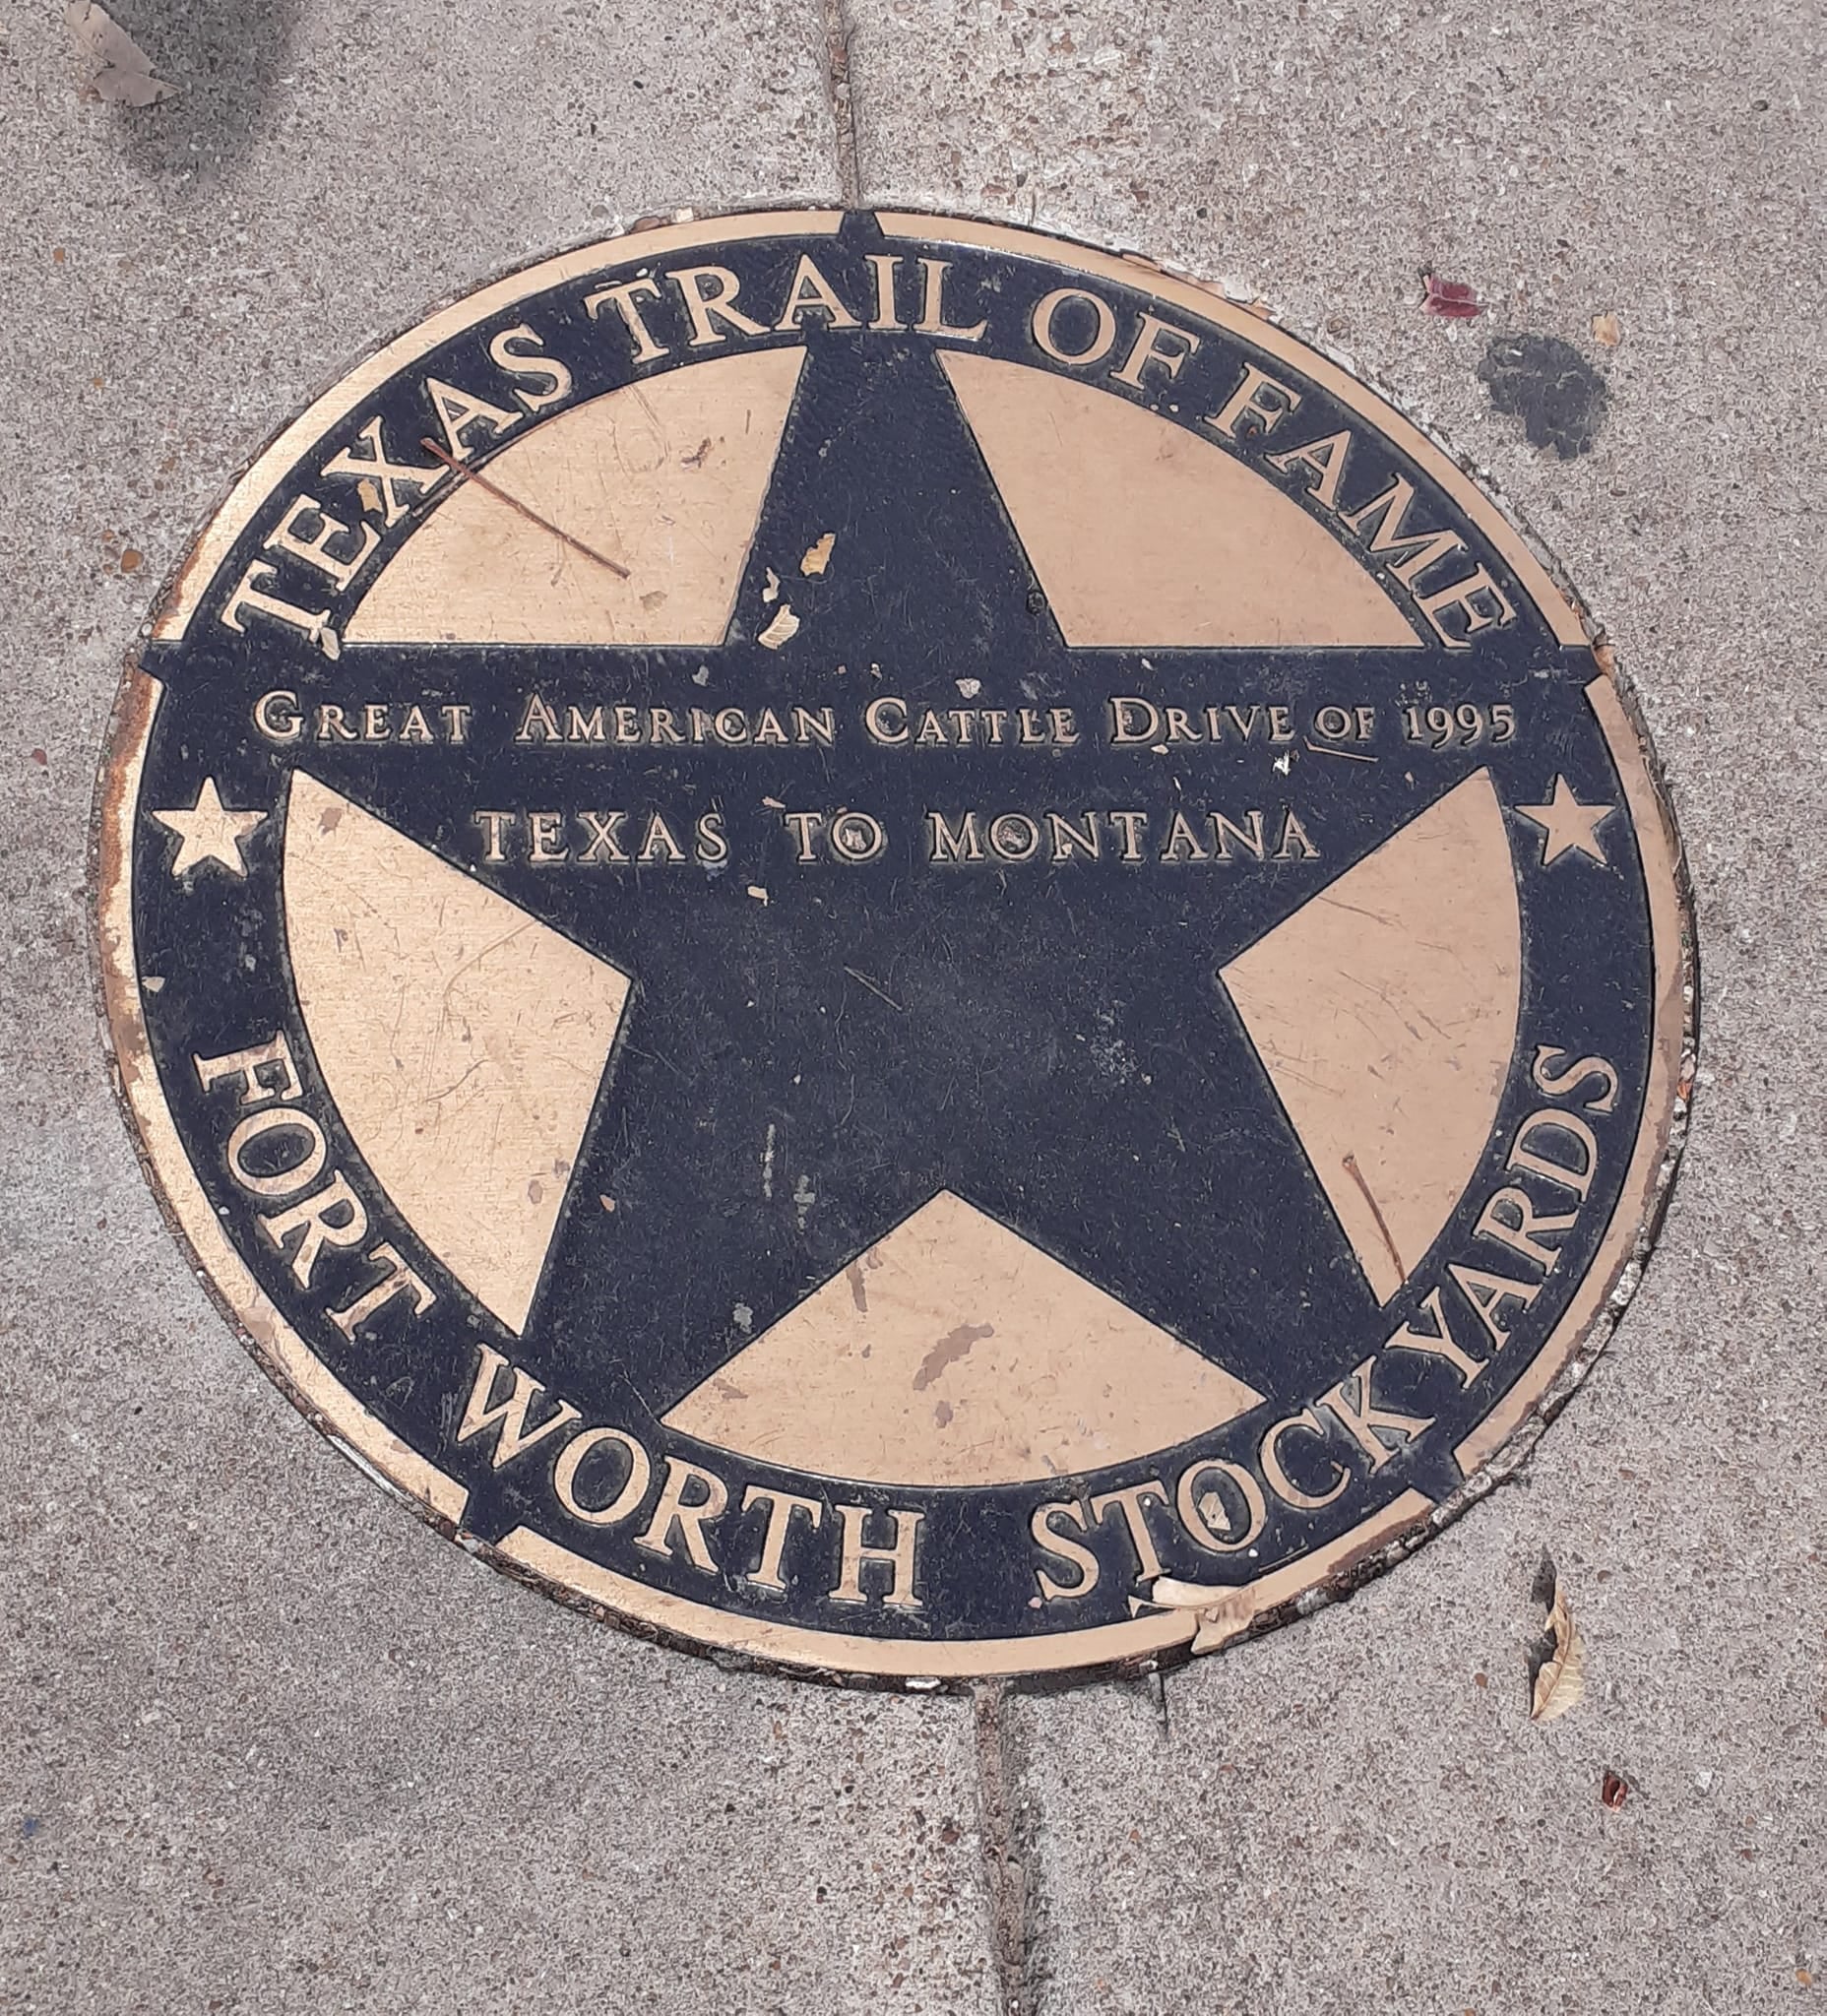 TEXAS TRAIL OF FAME
GREAT AMERICAN CATTLE DRIVE OF 1995
TEXAS TO MONTANA
FORT WORTH STOCKYARDS